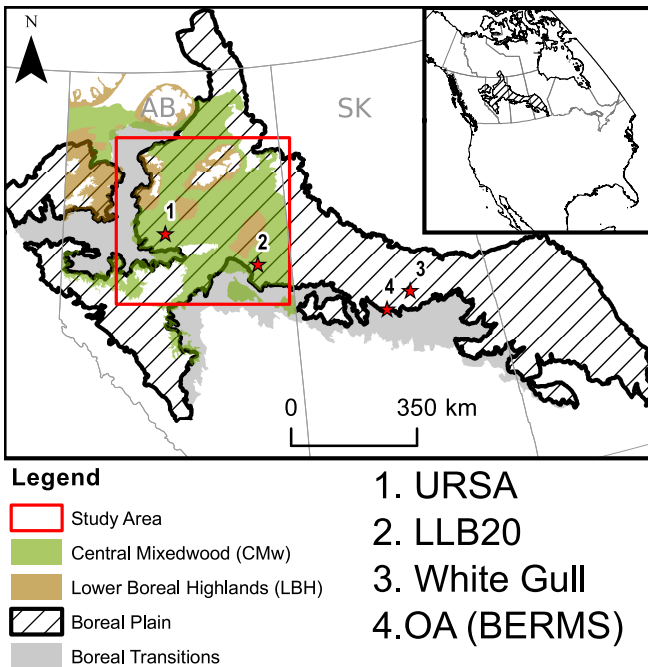 N
AB
SK
1
2
3
4
0
350 km
Legend
Study Area
Central Mixedwood (CMw)
Lower Boreal Highlands (LBH)
Boreal Plain
Boreal Transitions
1. URSA
2. LLB20
3. White Gull
4.OA (BERMS)